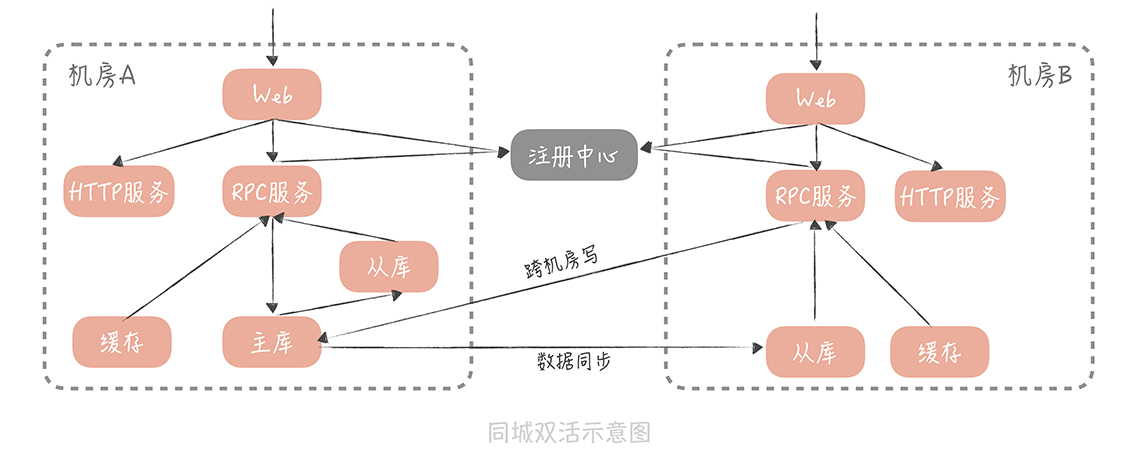 机房A
机房B
Web
Web
注册中心
HTTP服务
RPC服务
RPC服务
HTTP服务
从库
跨机房写
缓存
主库
数据同步
从库
缓存
同城双活示意图